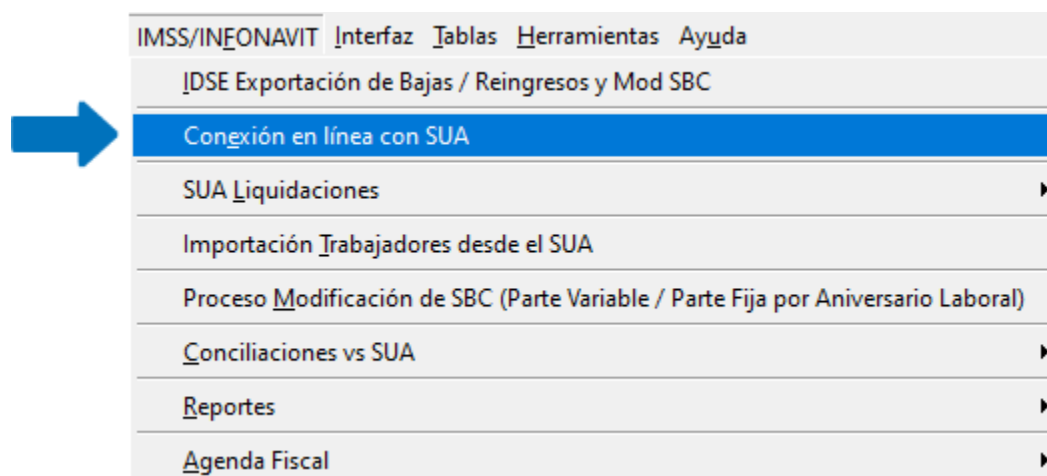 IMSS/INFONAVIT Interfaz Tablas Herramientas Ayuda
IDSE Exportación de Bajas / Reingresos y Mod SBC
Conexión en línea con SUA
SUA Liquidaciones
Importación Trabajadores desde el SUA
Proceso Modificación de SBC (Parte Variable / Parte Fija por Aniversario Laboral)
Conciliaciones vs SUA
Reportes
Agenda Fiscal